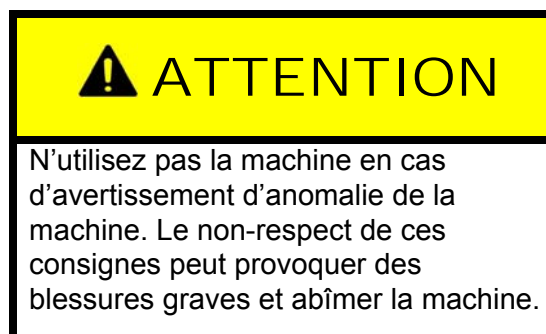 ATTENTION
N’utilisez pas la machine en cas
d’avertissement d’anomalie de la
machine. Le non-respect de ces
consignes peut provoquer des
blessures graves et abîmer la machine.